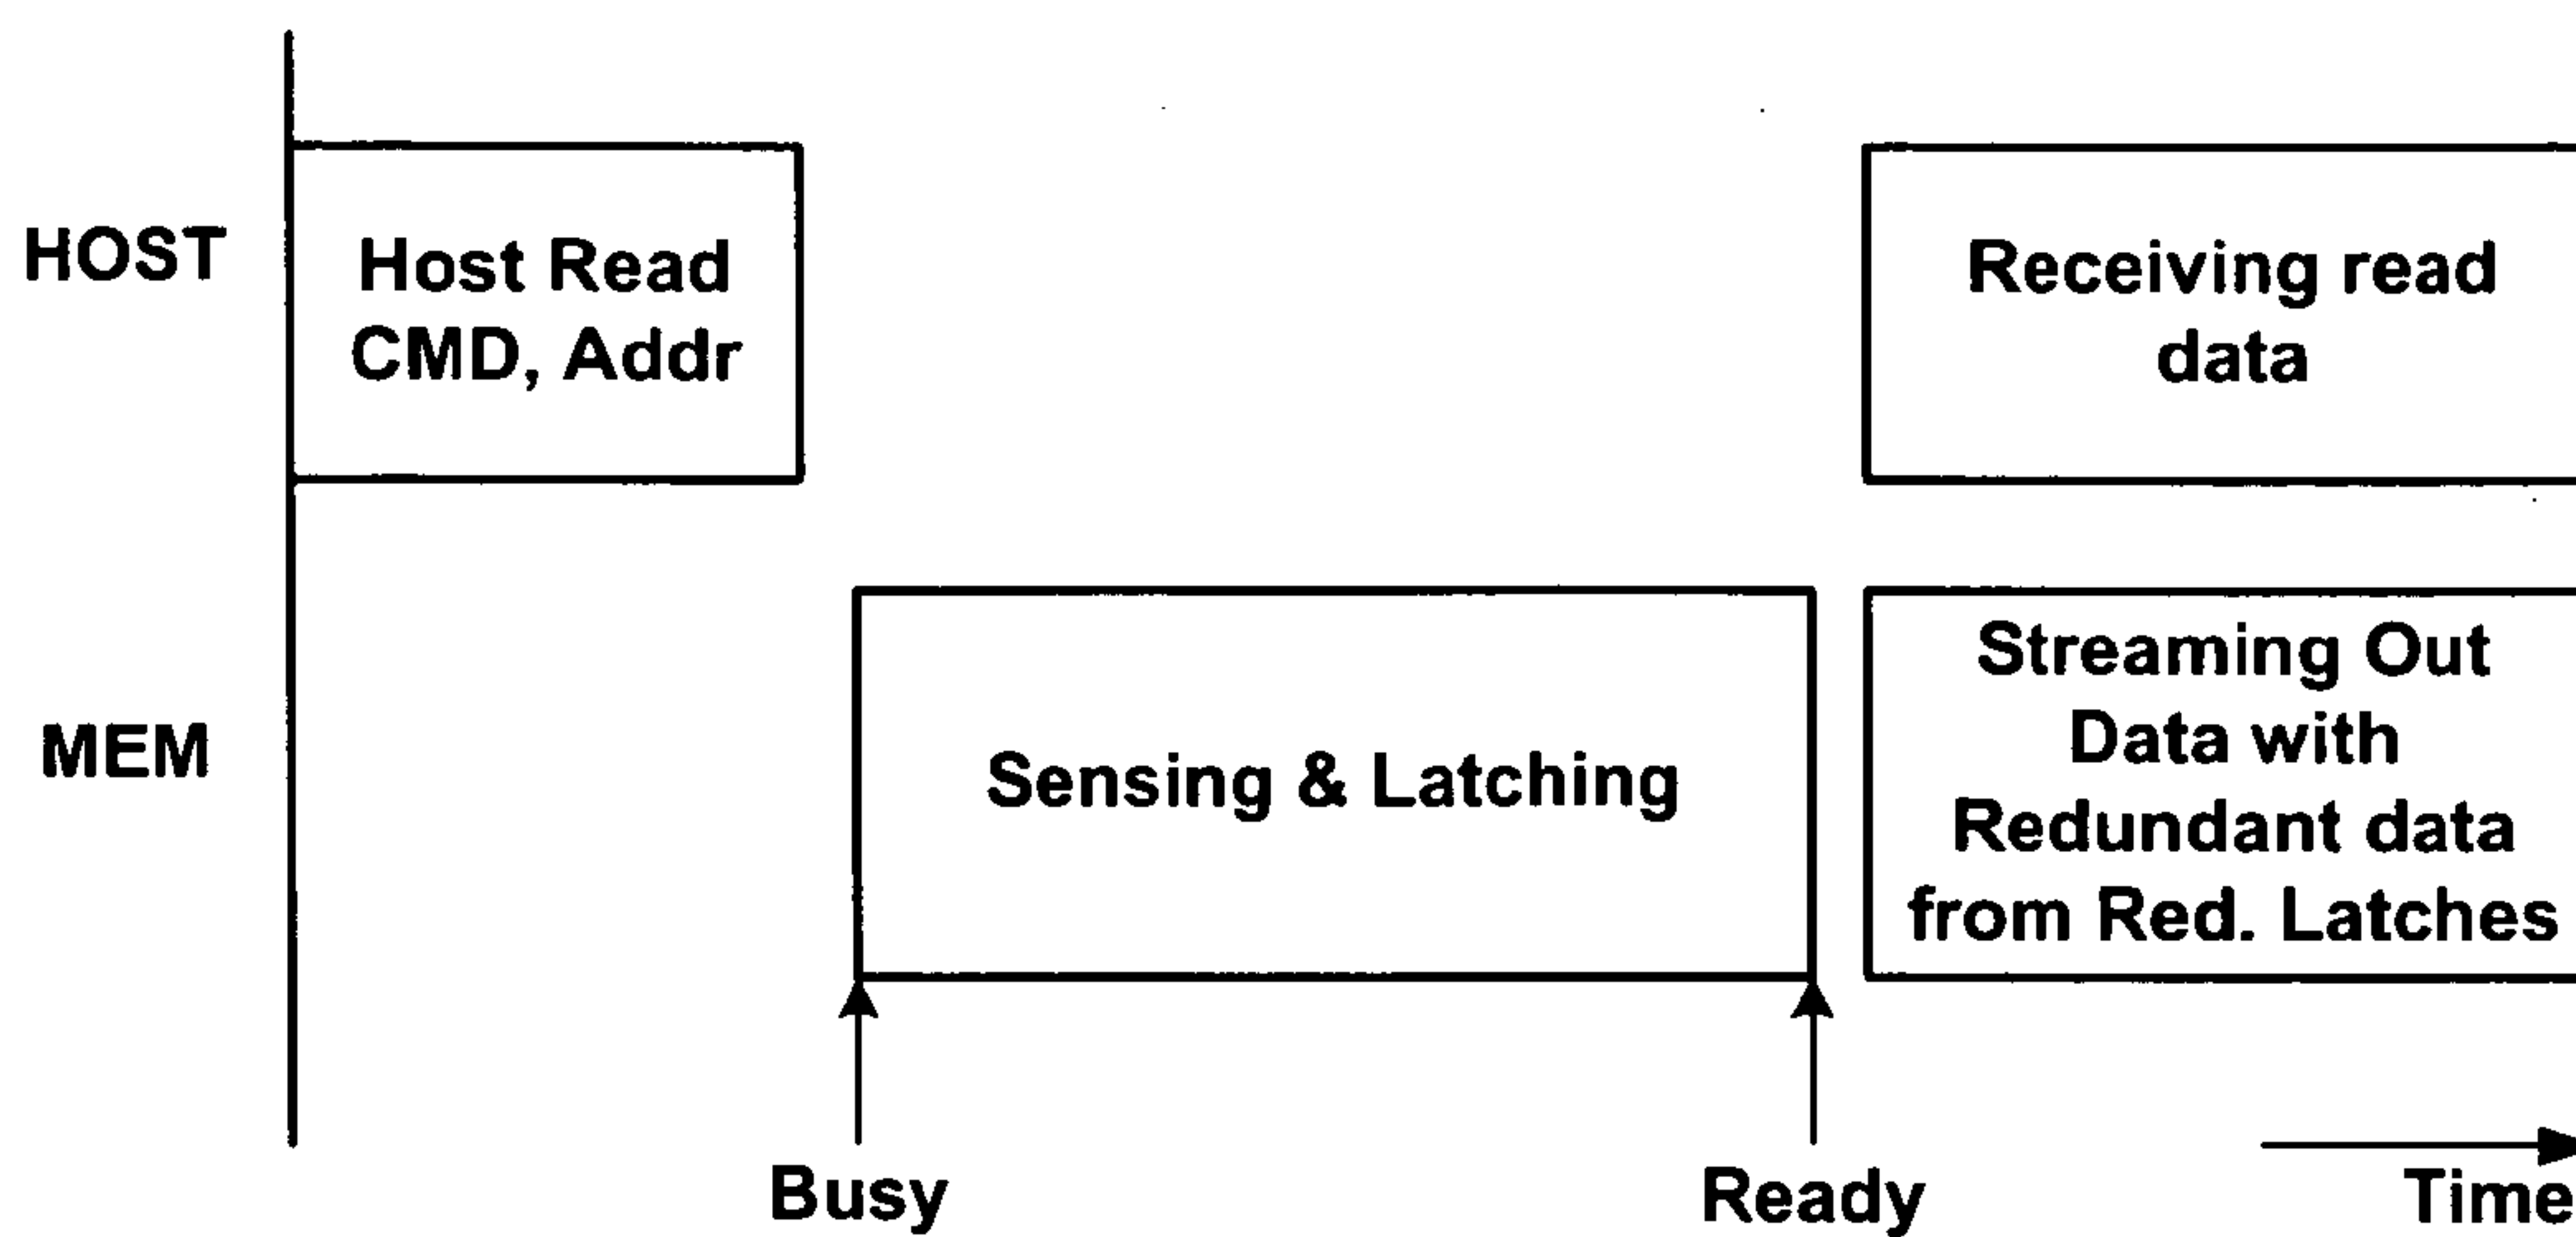 HOST
Host Read
CMD, Addr
Receiving read
data
MEM
Sensing & Latching
Streaming Out
Data with
Redundant data
from Red. Latches
Busy
Ready
Time